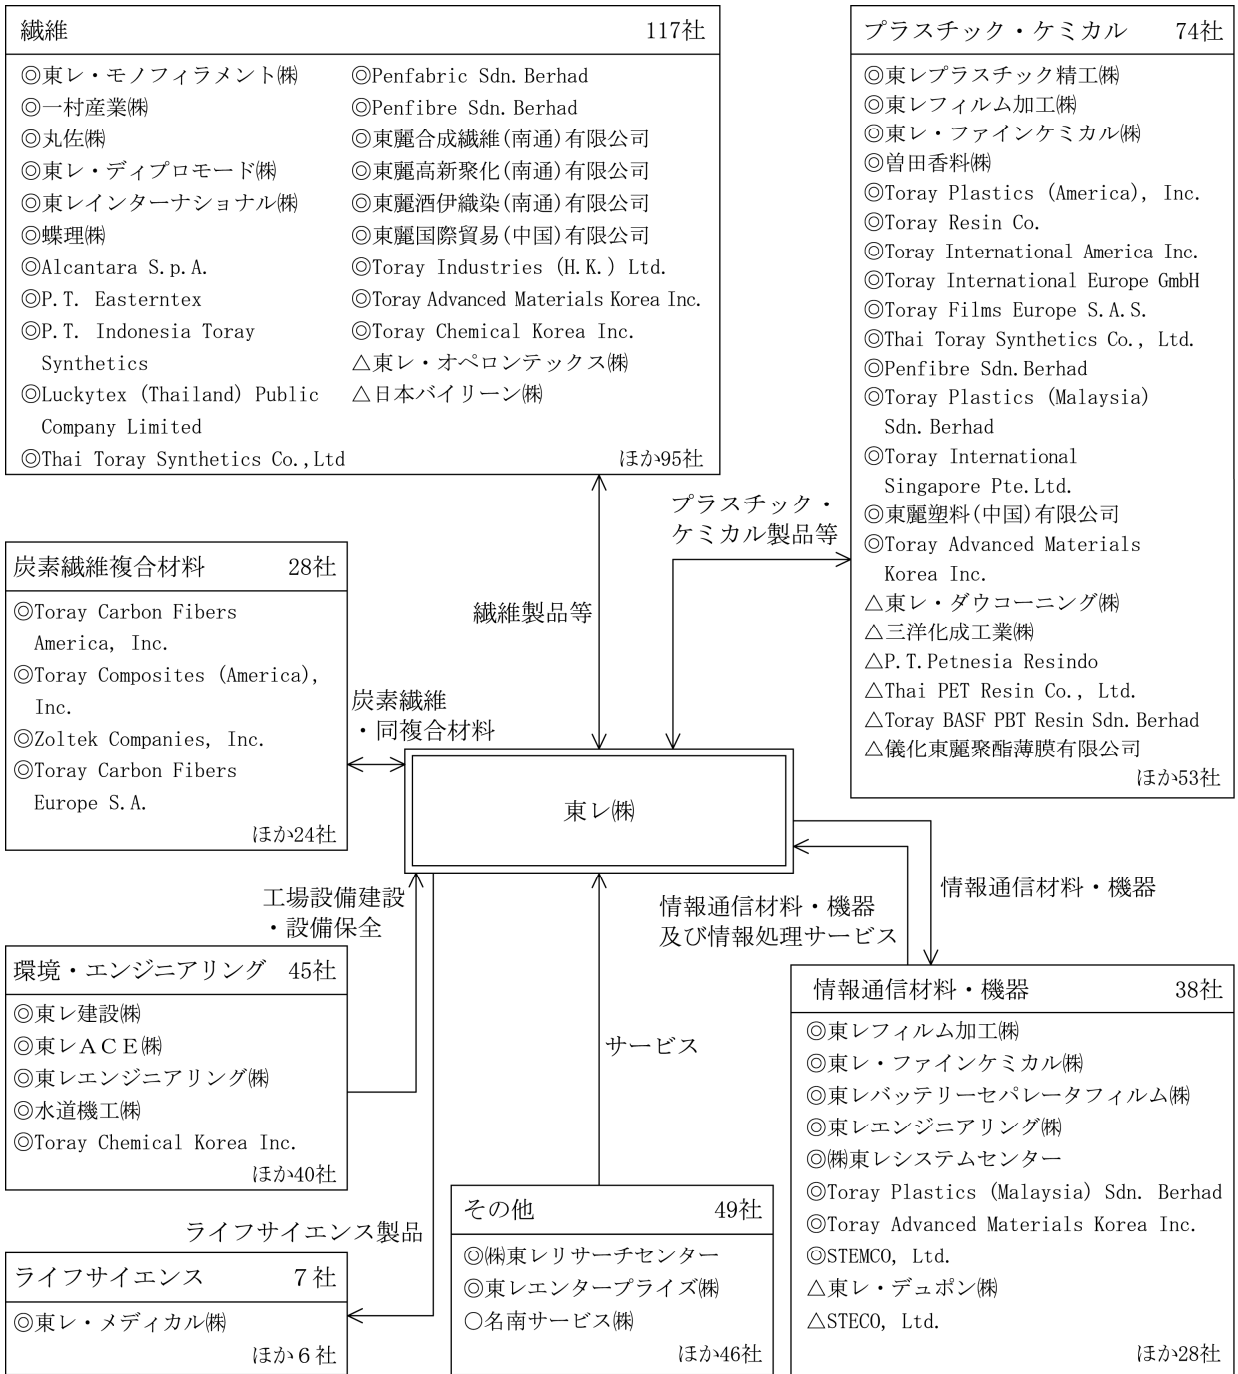 繊維 117社
◎東レ・モノフィラメント㈱
◎一村産業㈱
◎丸佐㈱
◎東レ・ディプロモード㈱
◎東レインターナショナル㈱
◎蝶理㈱
◎Alcantara S.p.A.
◎P.T. Easterntex
◎P.T. Indonesia Toray
Synthetics
◎Luckytex (Thailand) Public
Company Limited
◎Thai Toray Synthetics Co.,Ltd
◎Penfabric Sdn.Berhad
◎Penfibre Sdn.Berhad
◎東麗合成繊維(南通)有限公司
◎東麗高新聚化(南通)有限公司
◎東麗酒伊織染(南通)有限公司
◎東麗国際貿易(中国)有限公司
◎Toray Industries (H.K.) Ltd.
◎Toray Advanced Materials Korea Inc.
◎Toray Chemical Korea Inc.
△東レ・オペロンテックス㈱
△日本バイリーン㈱
ほか95社
プラスチック・ケミカル 74社
◎東レプラスチック精工㈱
◎東レフィルム加工㈱
◎東レ・ファインケミカル㈱
◎曽田香料㈱
◎Toray Plastics (America), Inc.
◎Toray Resin Co.
◎Toray International America Inc.
◎Toray International Europe GmbH
◎Toray Films Europe S.A.S.
◎Thai Toray Synthetics Co., Ltd.
◎Penfibre Sdn.Berhad
◎Toray Plastics (Malaysia)
Sdn.Berhad
◎Toray International
Singapore Pte.Ltd.
◎東麗塑料(中国)有限公司
◎Toray Advanced Materials
Korea Inc.
△東レ・ダウコーニング㈱
△三洋化成工業㈱
△P.T.Petnesia Resindo
△Thai PET Resin Co., Ltd.
△Toray BASF PBT Resin Sdn.Berhad
△儀化東麗聚酯薄膜有限公司
ほか53社
プラスチック・
ケミカル製品等
繊維製品等
炭素繊維複合材料 28社
◎Toray Carbon Fibers
America, Inc.
◎Toray Composites (America),
Inc.
◎Zoltek Companies, Inc.
◎Toray Carbon Fibers
Europe S.A.
ほか24社
炭素繊維
・同複合材料
東レ㈱
工場設備建設
・設備保全
情報通信材料・機器
及び情報処理サービス
情報通信材料・機器
環境・エンジニアリング 45社
◎東レ建設㈱
◎東レACE㈱
◎東レエンジニアリング㈱
◎水道機工㈱
◎Toray Chemical Korea Inc.
ほか40社
サービス
情報通信材料・機器 38社
◎東レフィルム加工㈱
◎東レ・ファインケミカル㈱
◎東レバッテリーセパレータフィルム㈱
◎東レエンジニアリング㈱
◎㈱東レシステムセンター
◎Toray Plastics (Malaysia) Sdn. Berhad
◎Toray Advanced Materials Korea Inc.
◎STEMCO, Ltd.
△東レ・デュポン㈱
△STECO, Ltd.
ほか28社
ライフサイエンス製品
ライフサイエンス 7社
◎東レ・メディカル㈱
ほか6社
その他 49社
◎㈱東レリサーチセンター
◎東レエンタープライズ㈱
○名南サービス㈱
ほか46社